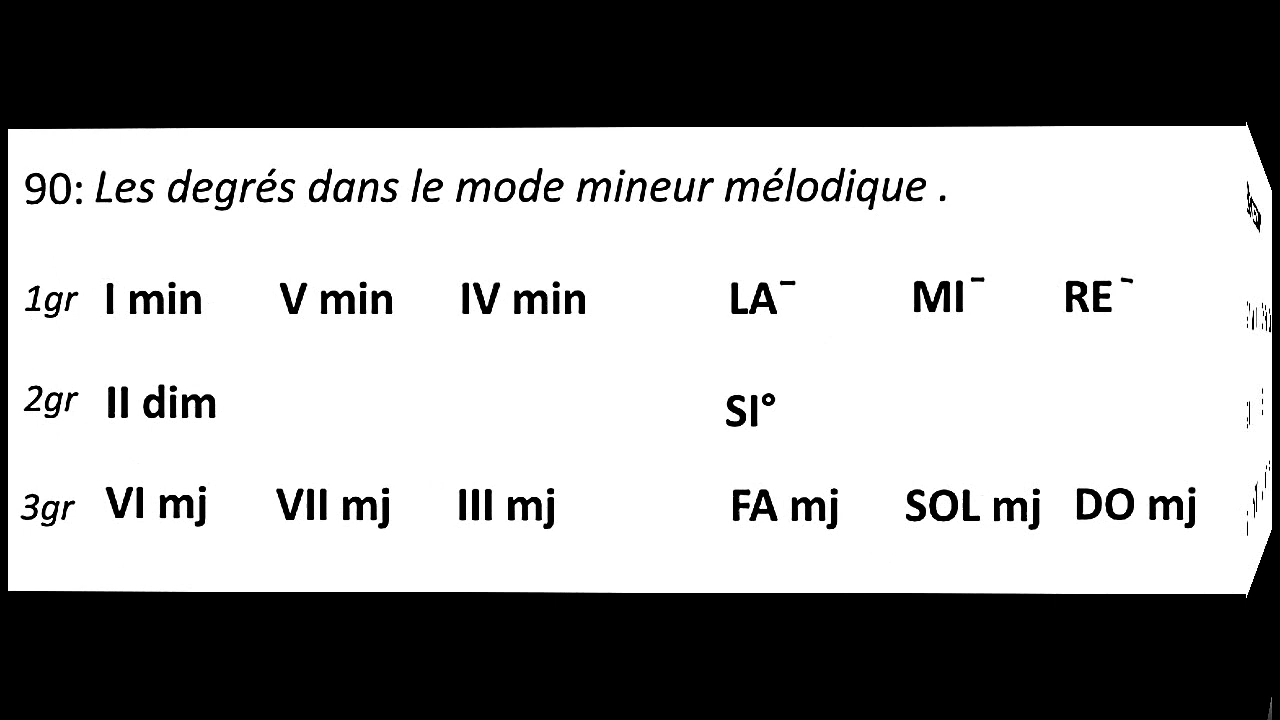 90: Les degrés dans le mode mineur mélodique .
1gr I min V min IV min LA⁻ MI⁻ RE⁻
2gr II dim SI°
3gr VI mj VII mj III mj FA mj SOL mj DO mj